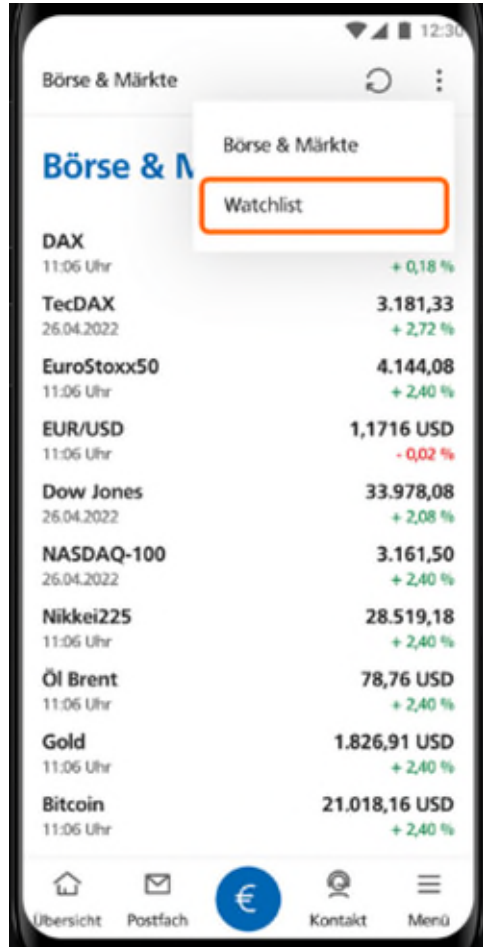 12:30
Börse & Märkte
Börse & Märkte
Watchlist
Börse & M
DAX
11:06 Uhr
+ 0,18 %
TecDAX
3.181,33
26.04.2022
+ 2,72 %
EuroStoxx50
4.144,08
11:06 Uhr
+ 2,40 %
EUR/USD
1,1716 USD
11:06 Uhr
- 0,02 %
Dow Jones
33.978,08
26.04.2022
+ 2,08 %
NASDAQ-100
3.161,50
26.04.2022
+ 2,40 %
Nikkei225
28.519,18
11:06 Uhr
+ 2,40 %
Öl Brent
78,76 USD
11:06 Uhr
+ 2,40 %
Gold
1.826,91 USD
11:06 Uhr
+ 2,40 %
Bitcoin
21.018,16 USD
11:06 Uhr
+ 2,40 %
€
Übersicht
Postfach
Kontakt
Menü